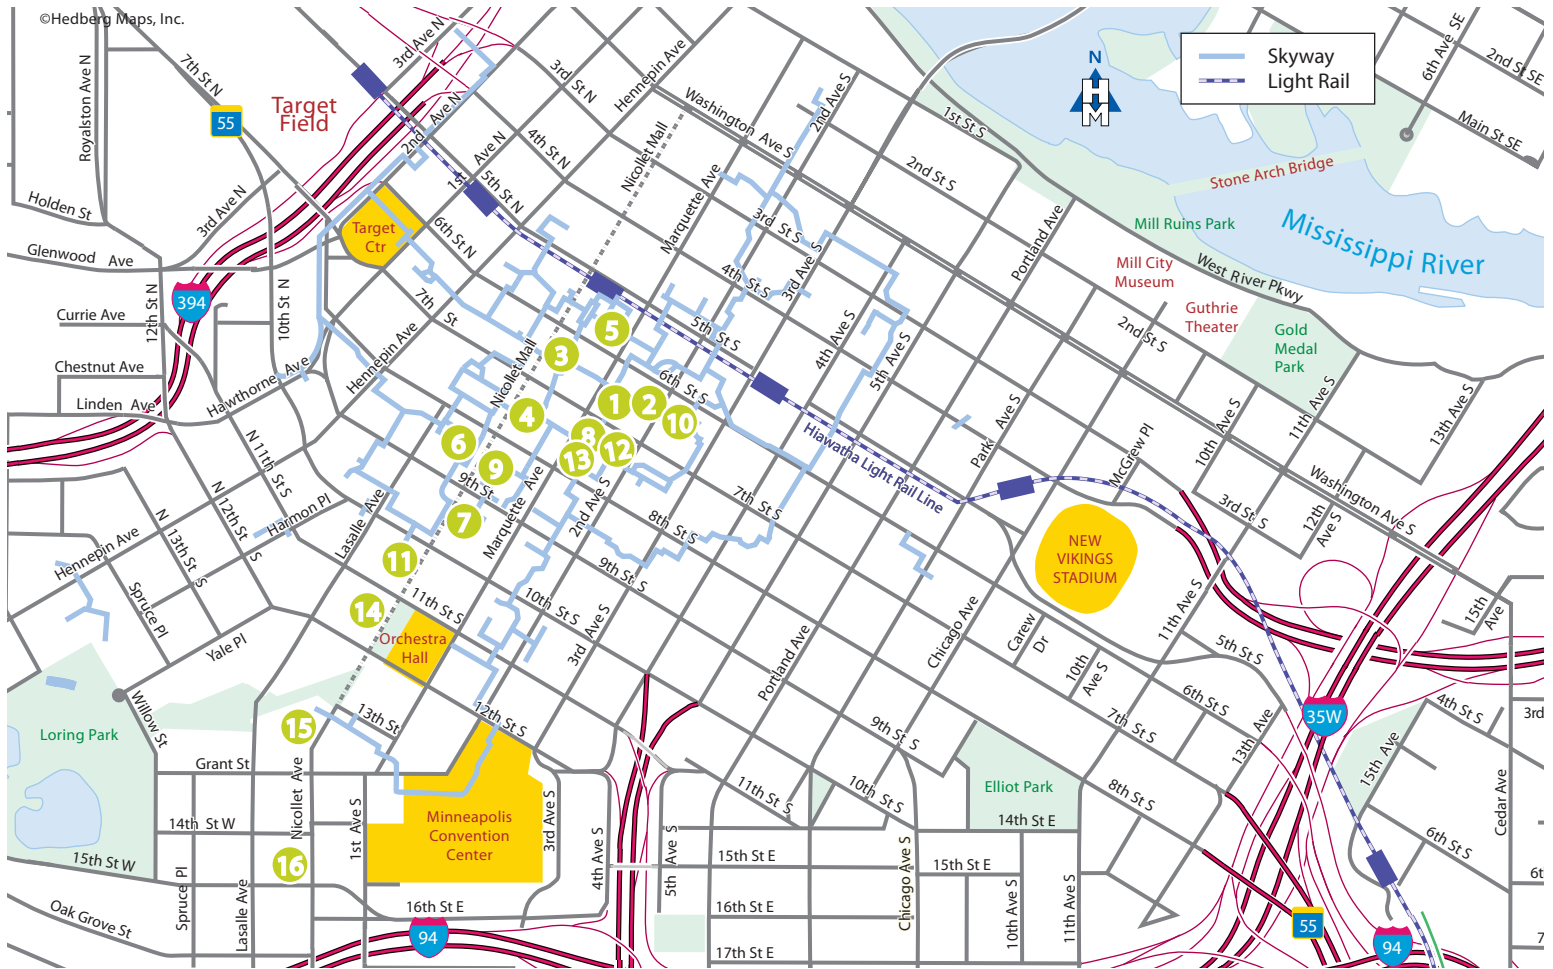 ©Hedberg Maps, Inc.
3rd Ave N
7th St N
Royalston Ave N
Target
Field
55
2nd Ave N
3rd St N
Hennepin Ave
4th St N
1st Ave N
5th St N
Nicollet Mall
Washington Ave S
2nd Ave S
1st St S
2nd St S
N
H
M
Skyway
Light Rail
6th Ave SE
2nd St SE
Main St SE
Stone Arch Bridge
Mississippi River
Mill Ruins Park
West River Pkwy
Mill City
Museum
Guthrie
Theater
Gold
Medal
Park
Holden St
3rd Ave N
Glenwood Ave
Target
Ctr
6th St N
7th St
Marquette Ave
3rd St S
4th St S
3rd Ave S
Portland Ave
394
12th St N
10th St N
Currie Ave
Chestnut Ave
Linden Ave
Hawthorne Ave
Hennepin Ave
Nicollet Mall
5th St S
6th St S
4th Ave S
5th Ave S
2nd St S
5
3
1
2
4
10
8
6
12
13
9
7
11
14
15
16
Park Ave S
McGrew Pl
10th Ave S
11th Ave S
13th Ave S
Hiawatha Light Rail Line
Washington Ave S
3rd St S
12th
Ave S
N 11th St S
N 12th St S
N 13th St S
Harmon Pl
Hennepin Ave
Spruce Pl
Yale Pl
Lasalle Ave
9th St
Marquette Ave
2nd Ave S
7th St S
8th St S
9th St S
10th St S
11th St S
3rd Ave S
12th St S
13th St
Orchestra
Hall
NEW
VIKINGS
STADIUM
Chicago Ave
Carew
Dr
10th
Ave S
11th Ave S
5th St S
15th
Ave
6th St S
7th St S
8th St S
9th St S
10th St S
11th St S
Portland Ave
13th Ave S
35W
15th Ave
4th St S
3rd
6th St S
Cedar Ave
Willow St
Loring Park
Grant St
Nicollet Ave
14th St W
15th St W
1st Ave S
Minneapolis
Convention
Center
3rd Ave S
4th Ave S
5th Ave S
Elliot Park
14th St E
15th St E
15th St E
Chicago Ave S
16th St E
16th St E
17th St E
10th Ave S
11th Ave S
Spruce Pl
Lasalle Ave
Oak Grove St
94
55
94